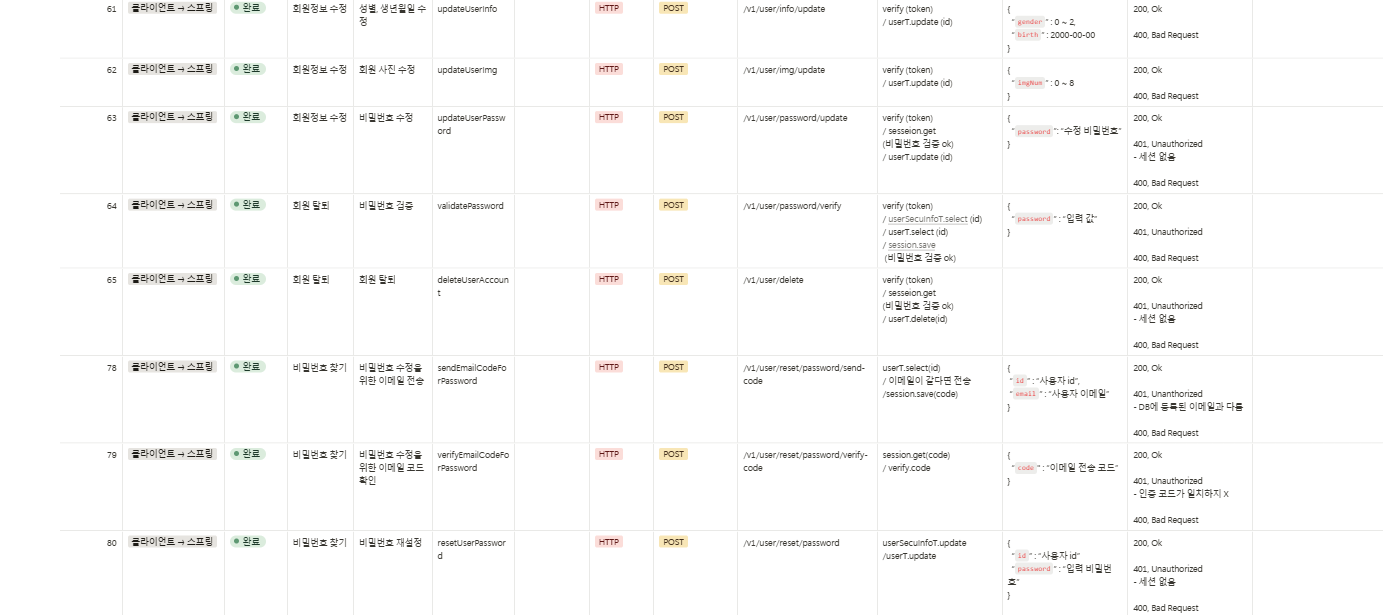 61 클라이언트 → 스프링 완료 회원정보 수정 성별, 생년월일 수정 updateUserInfo HTTP POST /v1/user/info/update
verify (token)
/ userT.update (id)
{
"gender" : 0 ~ 2,
"birth" : 2000-00-00
}
200, Ok
400, Bad Request
62 클라이언트 → 스프링 완료 회원정보 수정 회원 사진 수정 updateUserImg HTTP POST /v1/user/img/update
verify (token)
/ userT.update (id)
{
"imgNum" : 0 ~ 8
}
200, Ok
400, Bad Request
63 클라이언트 → 스프링 완료 회원정보 수정 비밀번호 수정 updateUserPassword HTTP POST /v1/user/password/update
verify (token)
/ sesseion.get
(비밀번호 검증 ok)
/ userT.update (id)
{
"password": "수정 비밀번호"
}
200, Ok
401, Unauthorized
- 세션 없음
400, Bad Request
64 클라이언트 → 스프링 완료 회원 탈퇴 비밀번호 검증 validatePassword HTTP POST /v1/user/password/verify
verify (token)
/ userSecuInfoT.select (id)
/ userT.select (id)
/ session.save
(비밀번호 검증 ok)
{
"password" : "입력 값"
}
200, Ok
401, Unauthorized
400, Bad Request
65 클라이언트 → 스프링 완료 회원 탈퇴 회원 탈퇴 deleteUserAccount HTTP POST /v1/user/delete
verify (token)
/ sesseion.get
(비밀번호 검증 ok)
/ userT.delete(id)
200, Ok
401, Unauthorized
- 세션 없음
400, Bad Request
78 클라이언트 → 스프링 완료 비밀번호 찾기 비밀번호 수정을 위한 이메일 전송 sendEmailCodeForPassword HTTP POST /v1/user/reset/password/send-code
userT.select(id)
/ 이메일이 같다면 전송
/session.save(code)
{
"id" : "사용자 id",
"email" : "사용자 이메일"
}
200, Ok
401, Unauthorized
- DB에 등록된 이메일과 다름
400, Bad Request
79 클라이언트 → 스프링 완료 비밀번호 찾기 비밀번호 수정을 위한 이메일 코드 확인 verifyEmailCodeForPassword HTTP POST /v1/user/reset/password/verify-code
session.get(code)
/ verify.code
{
"code" : "이메일 전송 코드"
}
200, Ok
401, Unauthorized
- 인증 코드가 일치하지 X
400, Bad Request
80 클라이언트 → 스프링 완료 비밀번호 찾기 비밀번호 재설정 resetUserPassword HTTP POST /v1/user/reset/password
userSecuInfoT.update
/userT.update
{
"id" : "사용자 id"
"password" : "입력 비밀번호"
}
200, Ok
401, Unauthorized
- 세션 없음
400, Bad Request